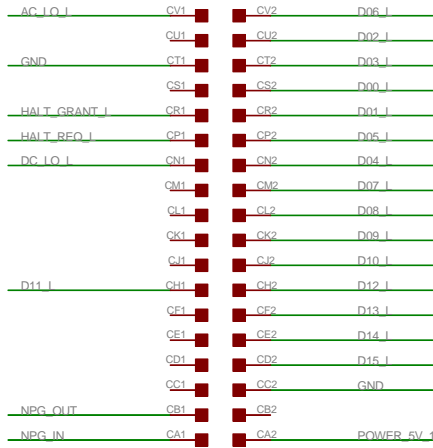 AC_LO_L CV1 CV2 D06_L
CU1 CU2 D02_L
GND CT1 CT2 D03_L
CS1 CS2 D00_L
HALT_GRANT_L CR1 CR2 D01_L
HALT_REQ_L CP1 CP2 D05_L
DC_LO_L CN1 CN2 D04_L
CM1 CM2 D07_L
CL1 CL2 D08_L
CK1 CK2 D09_L
CJ1 CJ2 D10_L
D11_L CH1 CH2 D12_L
CF1 CF2 D13_L
CE1 CE2 D14_L
CD1 CD2 D15_L
CC1 CC2 GND
NPG_OUT CB1 CB2
NPG_IN CA1 CA2 POWER_5V_1